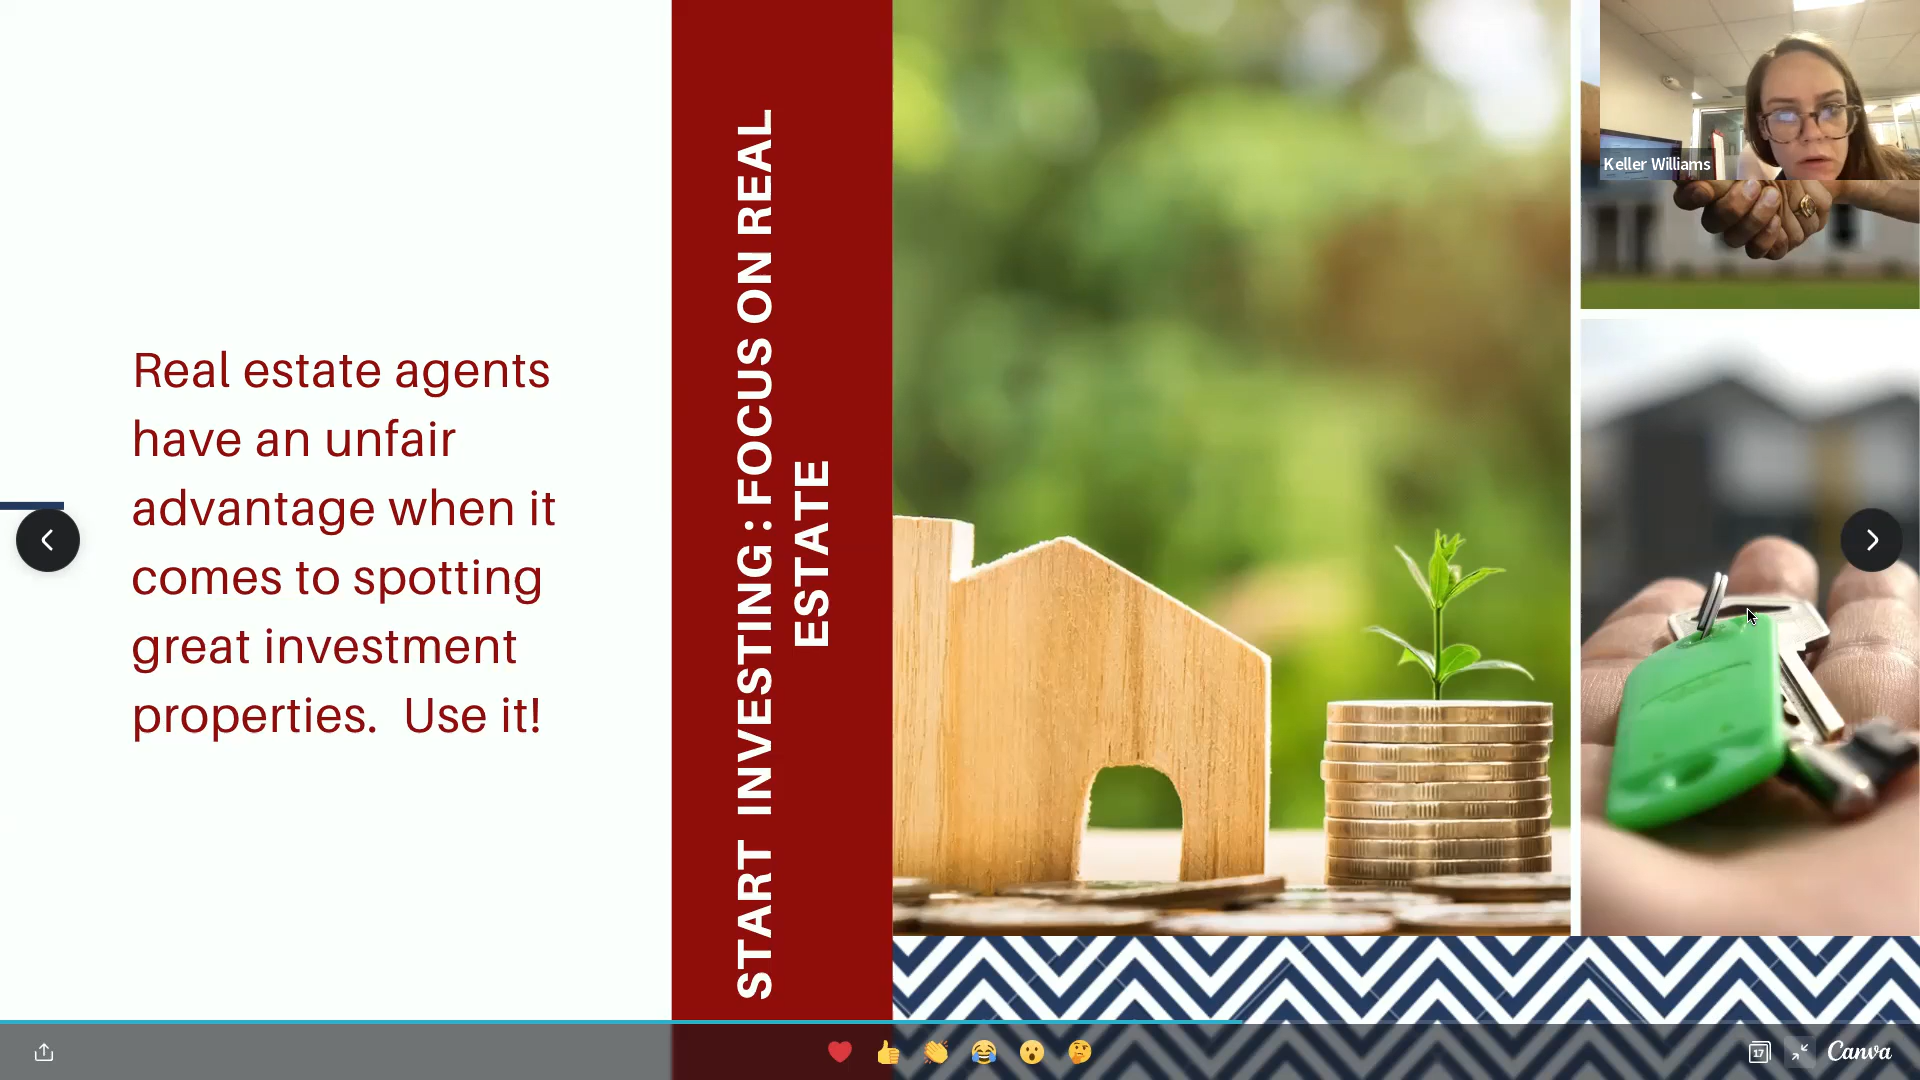 Real estate agents
have an unfair
advantage when it
comes to spotting
great investment
properties.  Use it!
START INVESTING : FOCUS ON REAL
ESTATE
Keller Williams
17
Canva